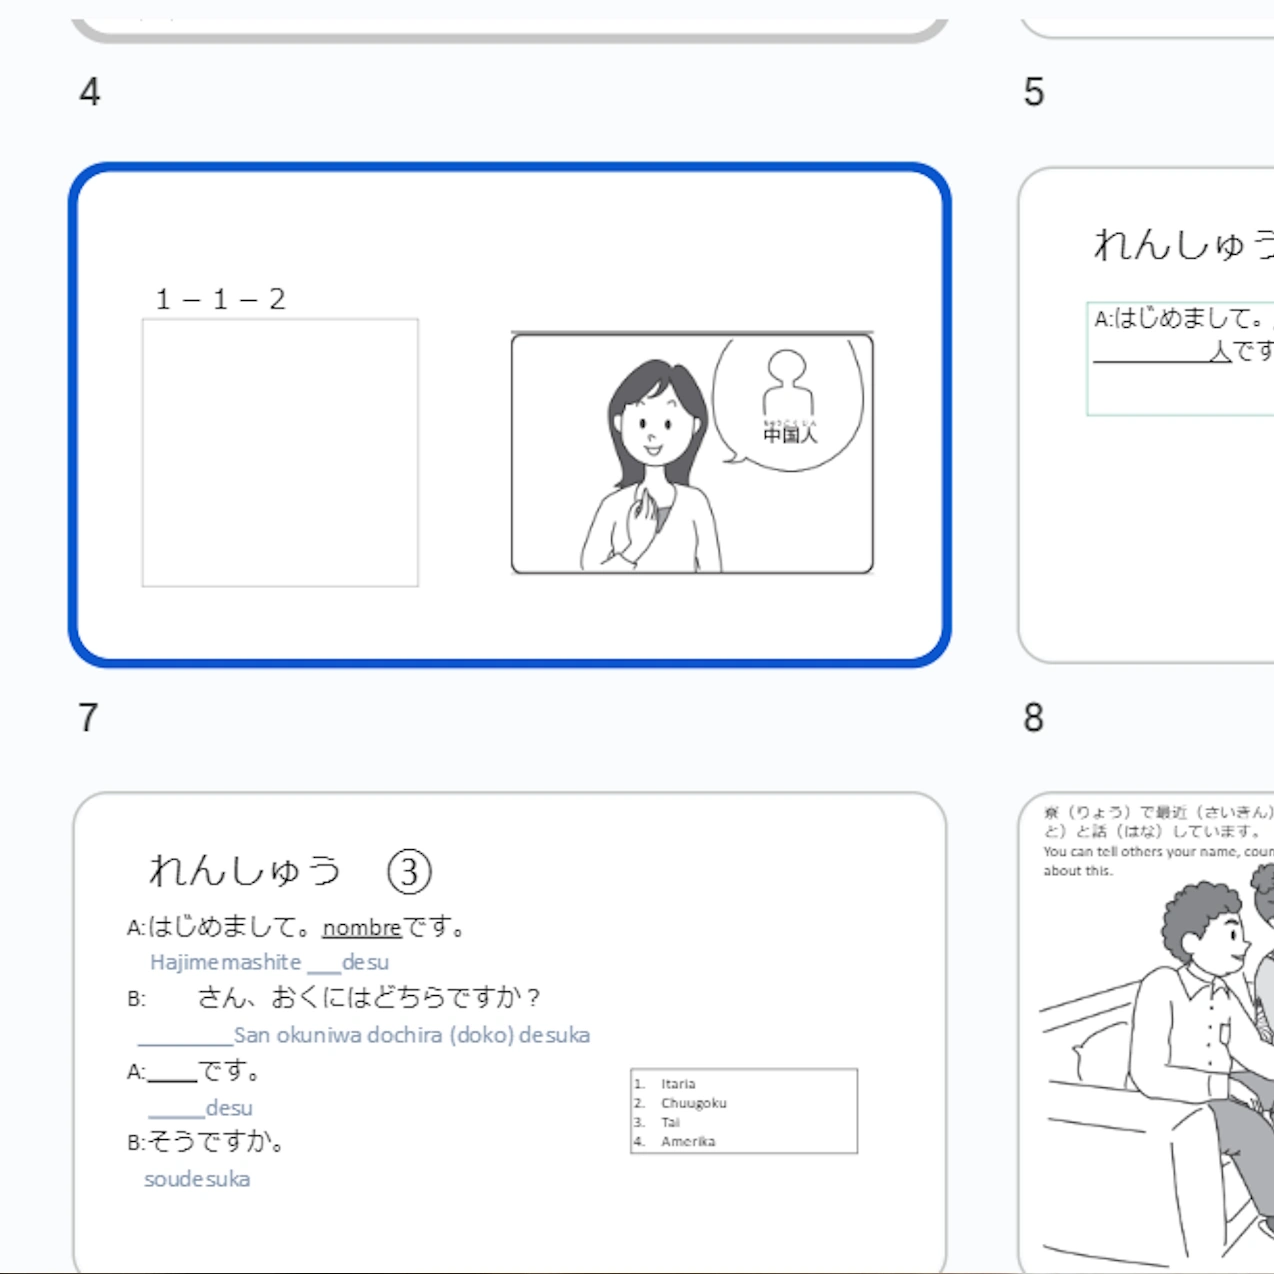 4
5
1 – 1 – 2
ちゅうごくじん
中国人
れんしゅう
A:はじめまして。
＿＿＿＿人です
7
8
れんしゅう ③
A:はじめまして。nombreです。
Hajimemashite ___desu
B: さん、おくにはどちらですか？
________San okuniwa dochira (doko) desuka
A:____です。
_____desu
B:そうですか。
soudesuka
1. Itaria
2. Chuugoku
3. Tai
4. Amerika
寮（りょう）で最近（さいきん）
と）と話（はな）しています。
You can tell others your name, coun
about this.